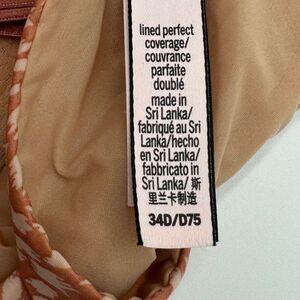 lined perfect
coverage/
couvrance
parfaite
doublé
made in
Sri Lanka/
fabriqué au Sri
Lanka/hecho
en Sri Lanka/
fabbricato in
Sri Lanka/ 斯
里兰卡制造
34D/D75